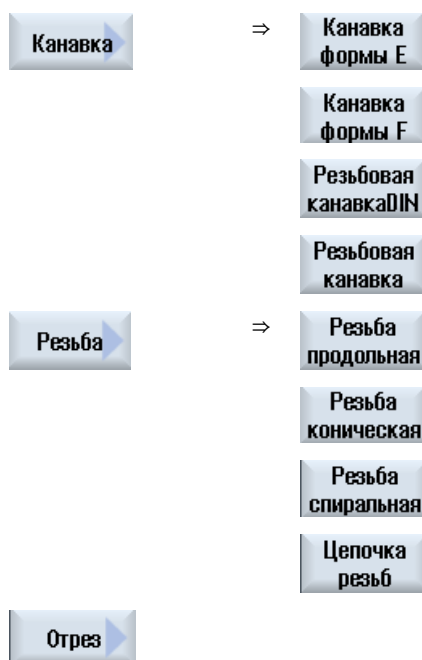 Канавка
⇒
Канавка
формы E
Канавка
формы F
Резьбовая
канавкаDIN
Резьбовая
канавка
Резьба
⇒
Резьба
продольная
Резьба
коническая
Резьба
спиральная
Цепочка
резьб
Отрез